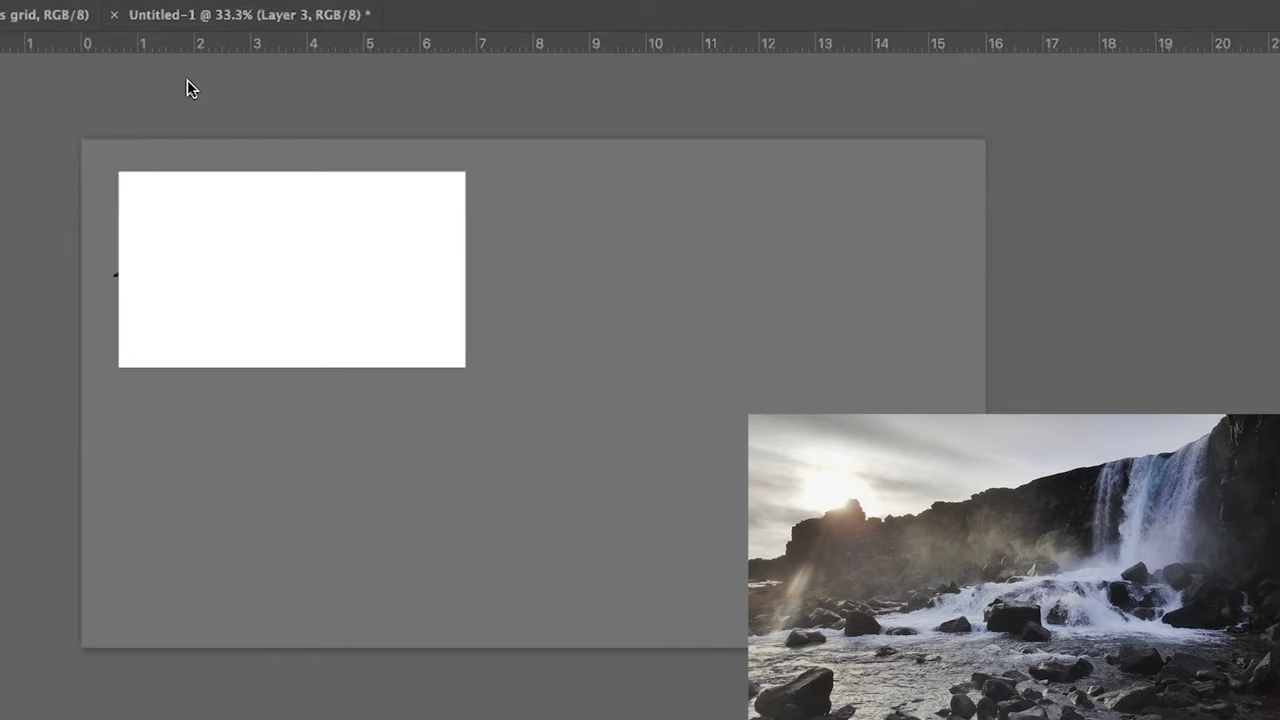 s grid, RGB/8) × Untitled-1 @ 33.3% (Layer 3, RGB/8) *
1 0 1 2 3 4 5 6 7 8 9 10 11 12 13 14 15 16 17 18 19 20 2